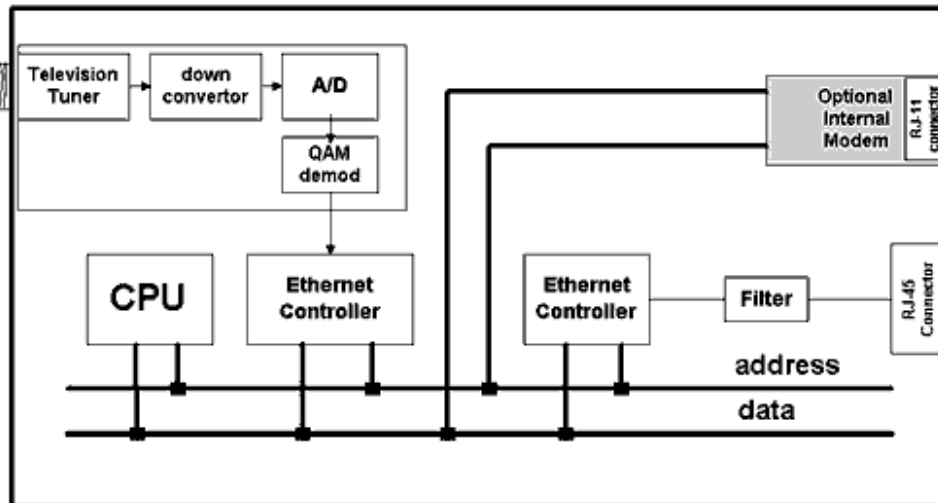 Television
Tuner
down
convertor
A/D
QAM
demod
Optional
Internal
Modem
RJ-11
connector
CPU
Ethernet
Controller
Ethernet
Controller
Filter
RJ-45
Connector
address
data